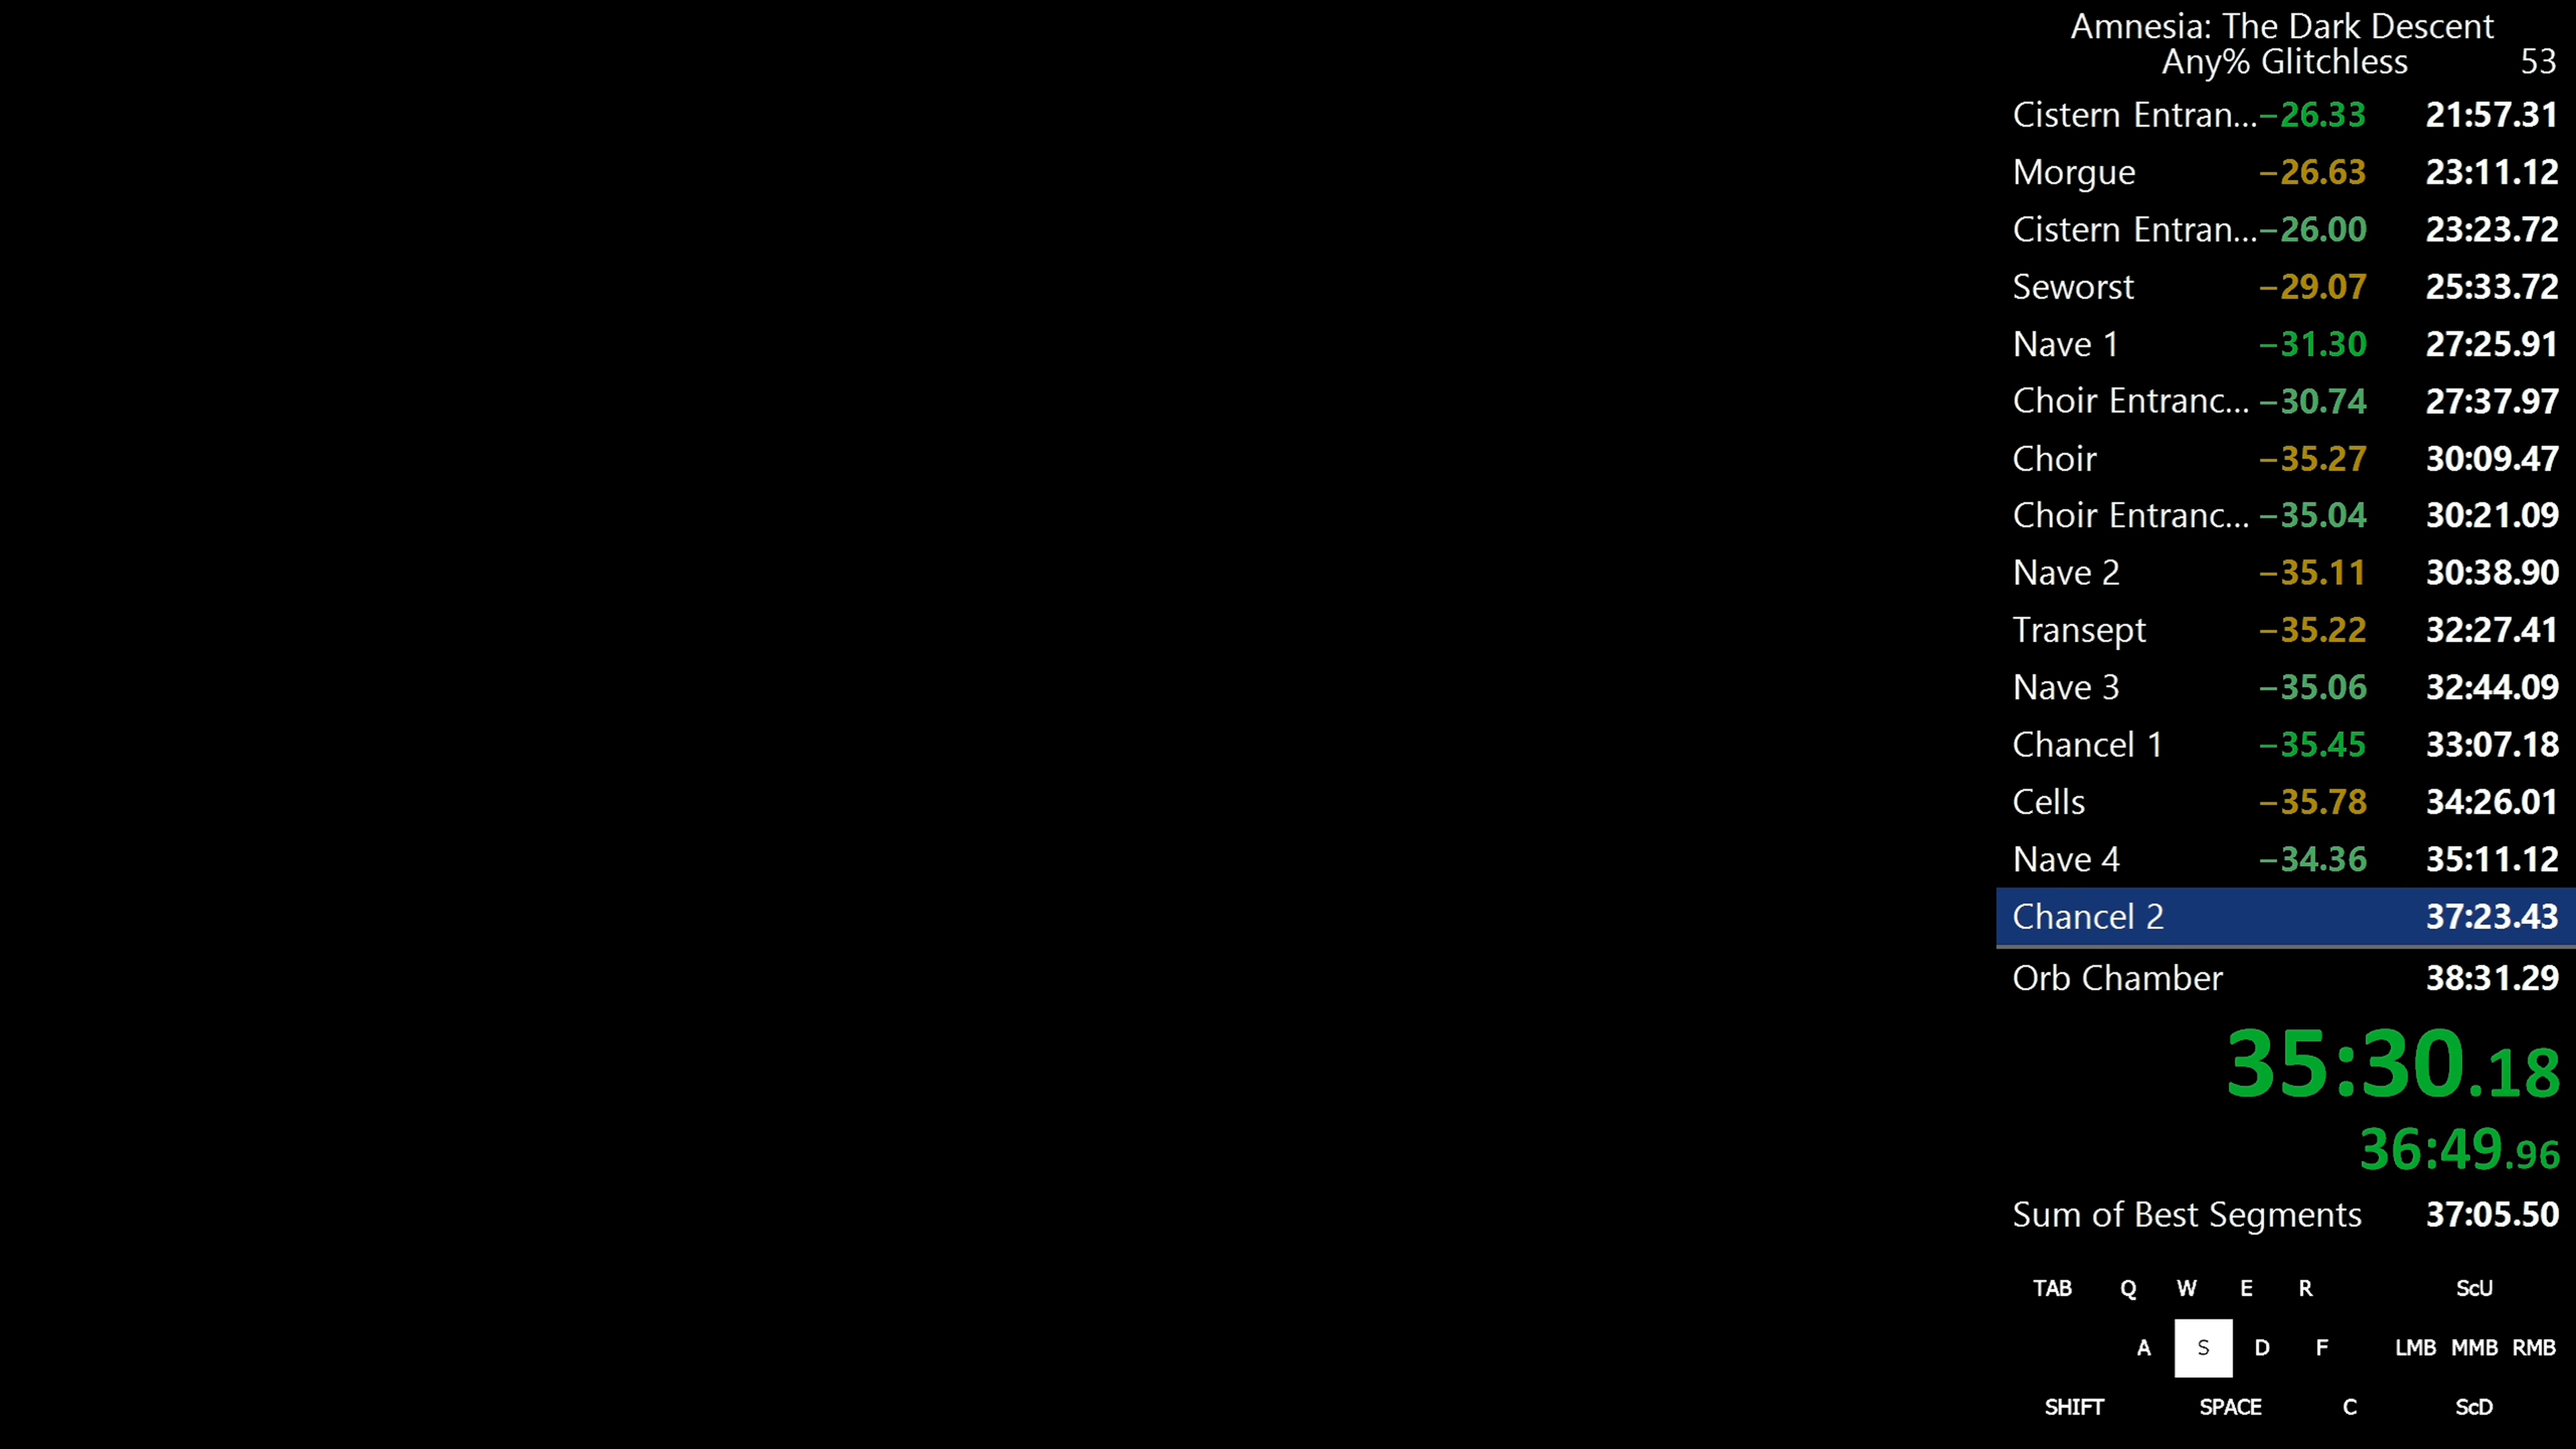 Amnesia: The Dark Descent
Any% Glitchless 53
Cistern Entran... −26.33 21:57.31
Morgue −26.63 23:11.12
Cistern Entran... −26.00 23:23.72
Seworst −29.07 25:33.72
Nave 1 −31.30 27:25.91
Choir Entranc... −30.74 27:37.97
Choir −35.27 30:09.47
Choir Entranc... −35.04 30:21.09
Nave 2 −35.11 30:38.90
Transept −35.22 32:27.41
Nave 3 −35.06 32:44.09
Chancel 1 −35.45 33:07.18
Cells −35.78 34:26.01
Nave 4 −34.36 35:11.12
Chancel 2 37:23.43
Orb Chamber 38:31.29
35:30.18
36:49.96
Sum of Best Segments 37:05.50
TAB Q W E R ScU
A S D F LMB MMB RMB
SHIFT SPACE C ScD